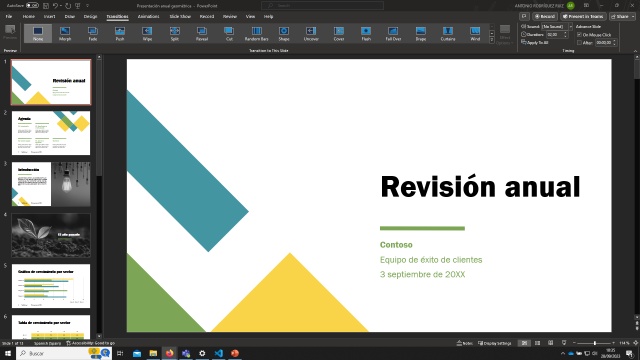 AutoSave
Presentación anual geométrica - PowerPoint
Search
ANTONIO RODRÍGUEZ RUIZ
File Home Insert Draw Design Transitions Animations Slide Show Record Review View Help
Record Present in Teams Share
Preview
None Morph Fade Push Wipe Split Reveal Cut Random Bars Shape Uncover Cover Flash Fall Over Drape Curtains Wind
Sound: [No Sound]
Duration: 02,00
Apply To All
Advance Slide
On Mouse Click
After: 00:00,00
Preview
Transition to This Slide
Timing
1
Revisión anual
2
Agenda
3
Introducción
4
El año pasado
5
Gráfico de crecimiento por sector
6
Tabla de crecimiento por sector
Revisión anual
Contoso
Equipo de éxito de clientes
3 septiembre de 20XX
Slide 1 of 13
Spanish (Spain)
Accessibility: Good to go
Notes
Display Settings
114 %
Buscar